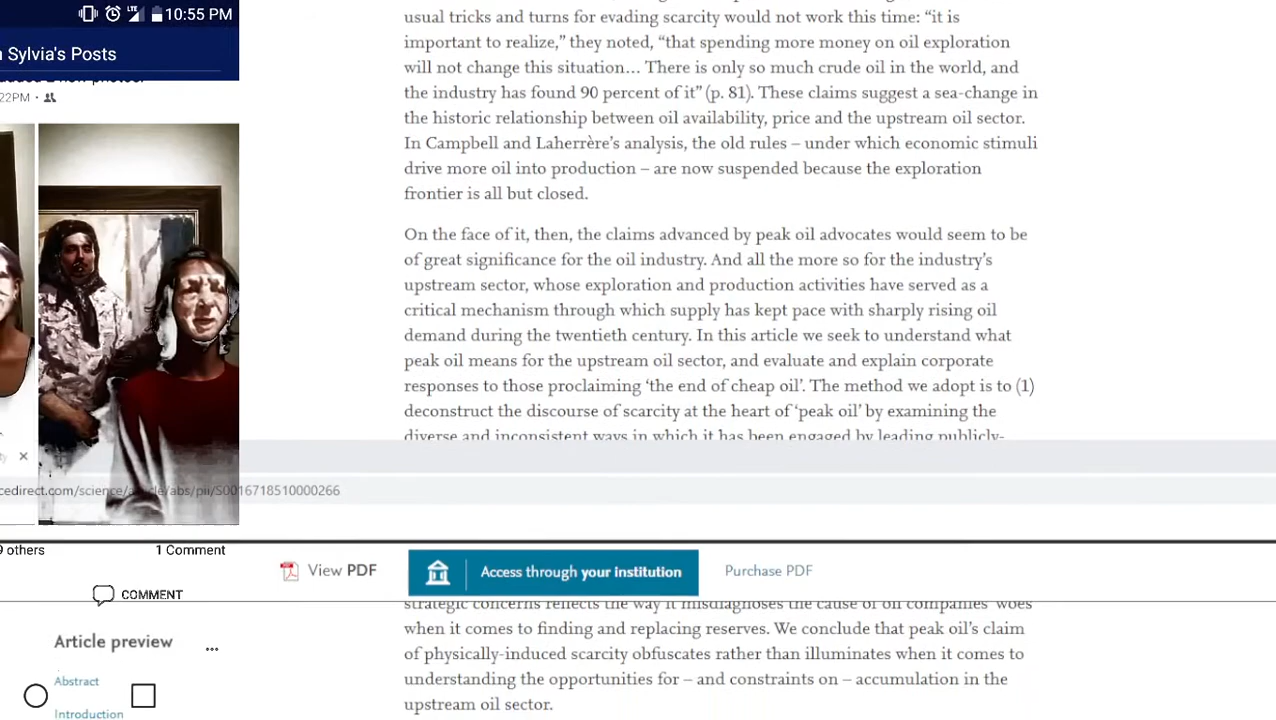 10:55 PM
Sylvia's Posts
22PM
usual tricks and turns for evading scarcity would not work this time: “it is
important to realize,” they noted, “that spending more money on oil exploration
will not change this situation… There is only so much crude oil in the world, and
the industry has found 90 percent of it” (p. 81). These claims suggest a sea-change in
the historic relationship between oil availability, price and the upstream oil sector.
In Campbell and Laherrère’s analysis, the old rules – under which economic stimuli
drive more oil into production – are now suspended because the exploration
frontier is all but closed.
On the face of it, then, the claims advanced by peak oil advocates would seem to be
of great significance for the oil industry. And all the more so for the industry’s
upstream sector, whose exploration and production activities have served as a
critical mechanism through which supply has kept pace with sharply rising oil
demand during the twentieth century. In this article we seek to understand what
peak oil means for the upstream oil sector, and evaluate and explain corporate
responses to those proclaiming ‘the end of cheap oil’. The method we adopt is to (1)
deconstruct the discourse of scarcity at the heart of ‘peak oil’ by examining the
diverse and inconsistent ways in which it has been engaged by leading publicly-
cedirect.com/science/article/abs/pii/S0016718510000266
9 others
1 Comment
COMMENT
View PDF
Access through your institution
Purchase PDF
strategic concerns reflects the way it misdiagnoses the cause of oil companies’ woes
when it comes to finding and replacing reserves. We conclude that peak oil’s claim
of physically-induced scarcity obfuscates rather than illuminates when it comes to
understanding the opportunities for – and constraints on – accumulation in the
upstream oil sector.
Article preview
...
Abstract
Introduction